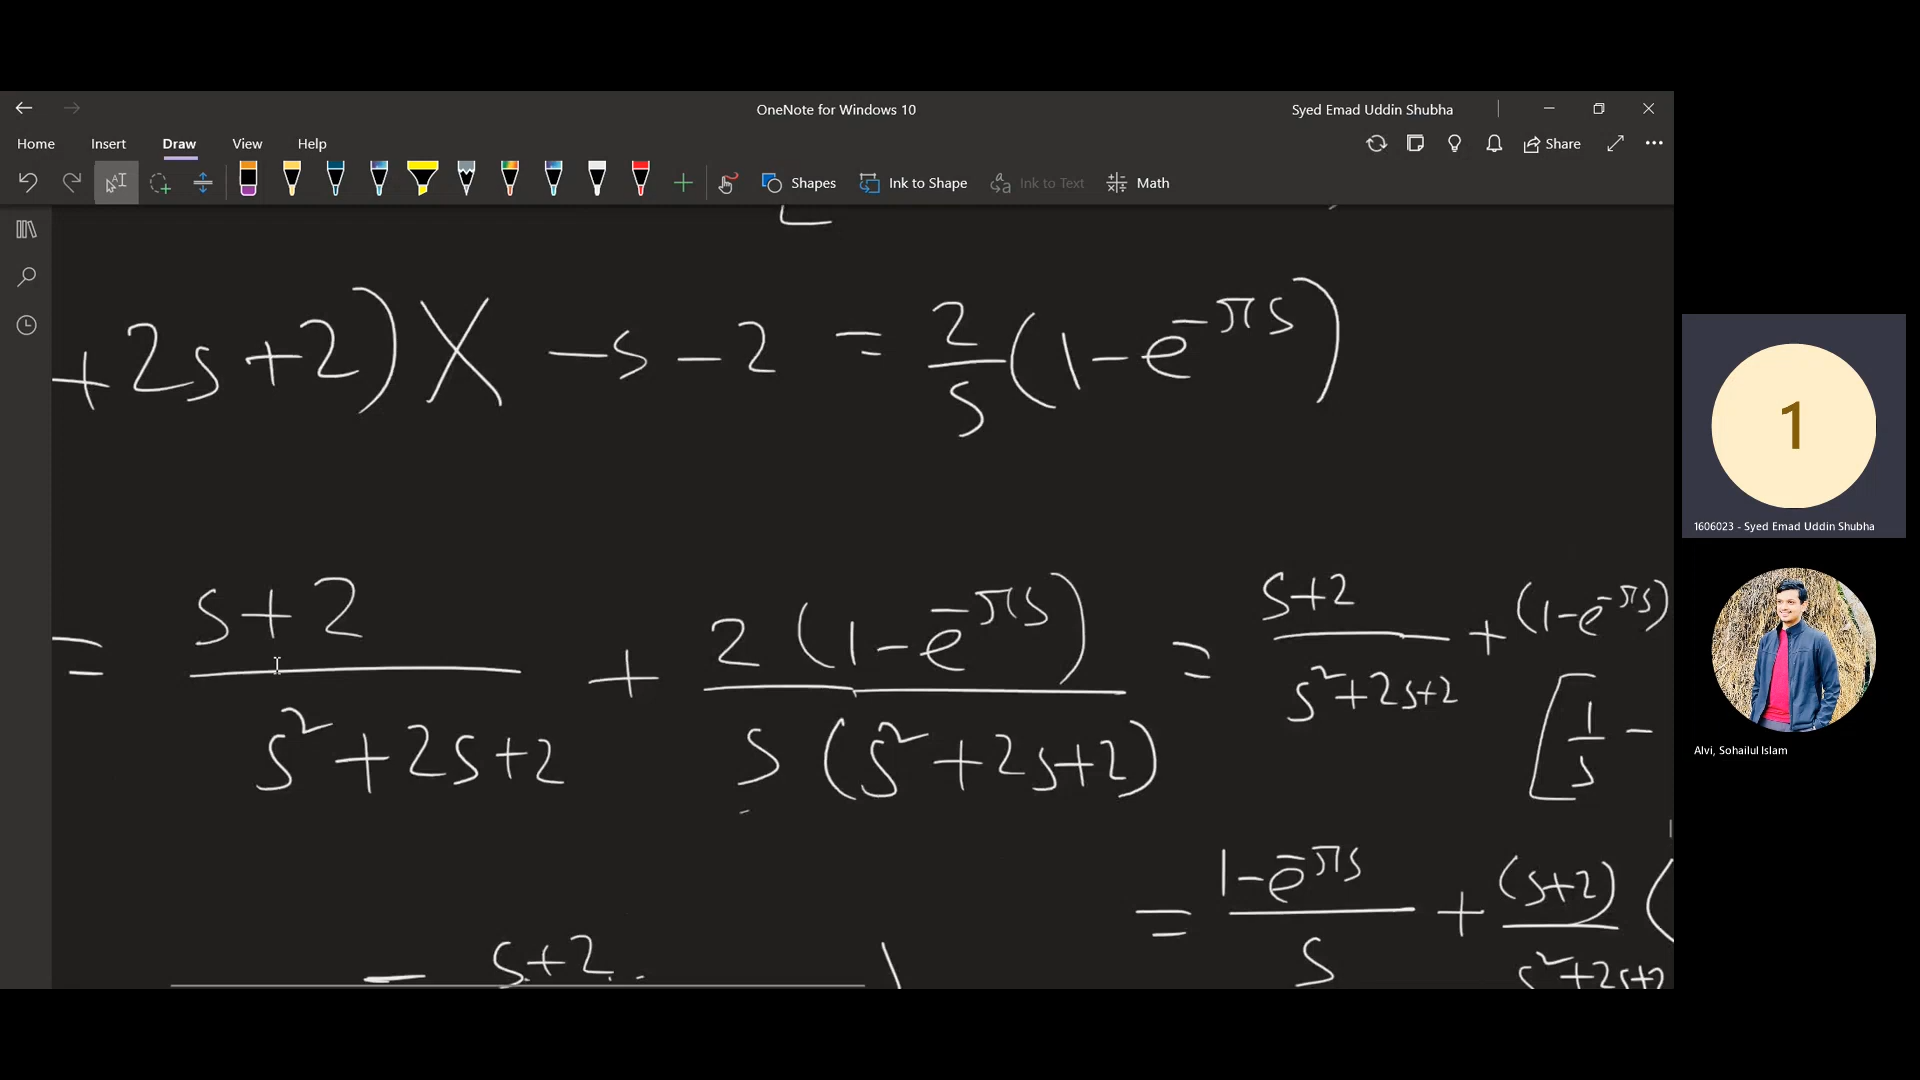 OneNote for Windows 10
Syed Emad Uddin Shubha
Home Insert Draw View Help
Share
Shapes Ink to Shape Ink to Text Math
+ 2s + 2) X - s - 2 = 2/s (1 - e^{-πs})
= (s+2)/(s²+2s+2) + 2(1-e^{-πs})/(s(s²+2s+2)) = (s+2)/(s²+2s+2) + (1-e^{-πs})
[1/s -
= (1-e^{-πs})/s + (s+2)/(s²+2s+2) (
- s+2
1
1606023 - Syed Emad Uddin Shubha
Alvi, Sohailul Islam